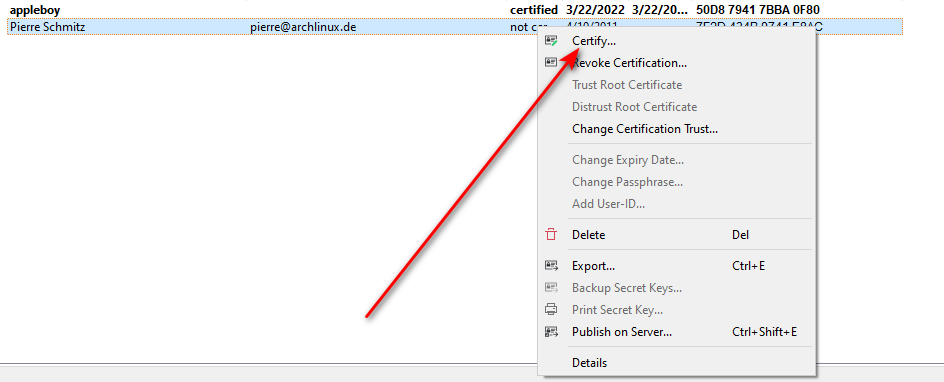 appleboy certified 3/22/2022 3/22/20... 50D8 7941 7BBA 0F80
Pierre Schmitz pierre@archlinux.de not cer 4/10/2011
Certify...
Revoke Certification...
Trust Root Certificate
Distrust Root Certificate
Change Certification Trust...
Change Expiry Date...
Change Passphrase...
Add User-ID...
Delete Del
Export... Ctrl+E
Backup Secret Keys...
Print Secret Key...
Publish on Server... Ctrl+Shift+E
Details